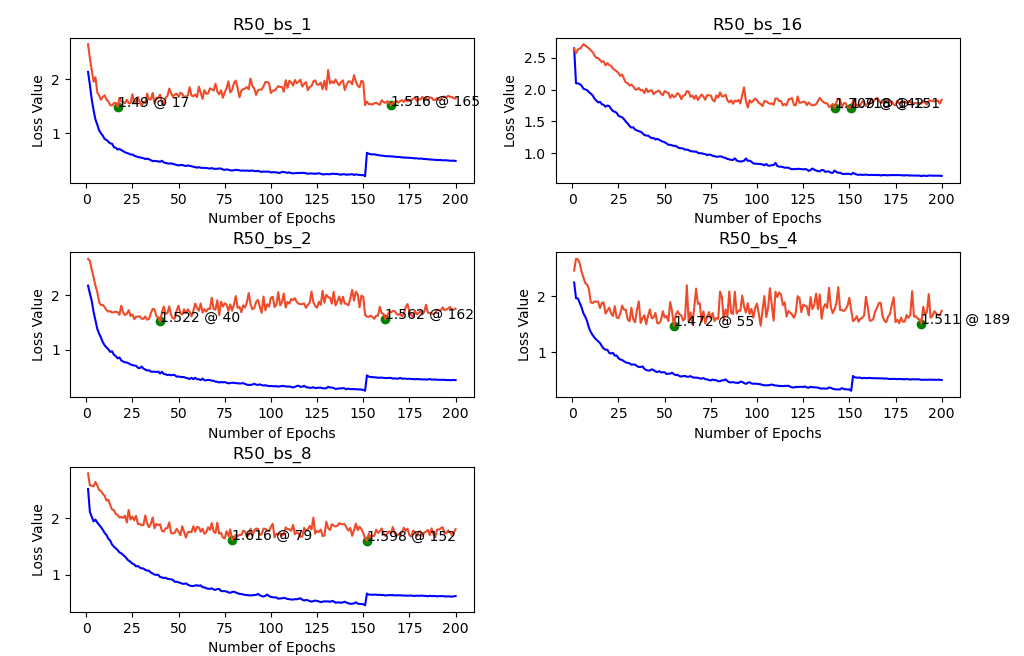 R50_bs_1
Loss Value
2
1
1.49 @ 17
1.516 @ 165
0 25 50 75 100 125 150 175 200
Number of Epochs
R50_bs_16
Loss Value
2.5
2.0
1.5
1.0
0 25 50 75 100 125 150 175 200
Number of Epochs
R50_bs_2
Loss Value
2
1
1.522 @ 40
1.562 @ 162
0 25 50 75 100 125 150 175 200
Number of Epochs
R50_bs_4
Loss Value
2
1
1.472 @ 55
1.511 @ 189
0 25 50 75 100 125 150 175 200
Number of Epochs
R50_bs_8
Loss Value
2
1
1.616 @ 79
1.598 @ 152
0 25 50 75 100 125 150 175 200
Number of Epochs